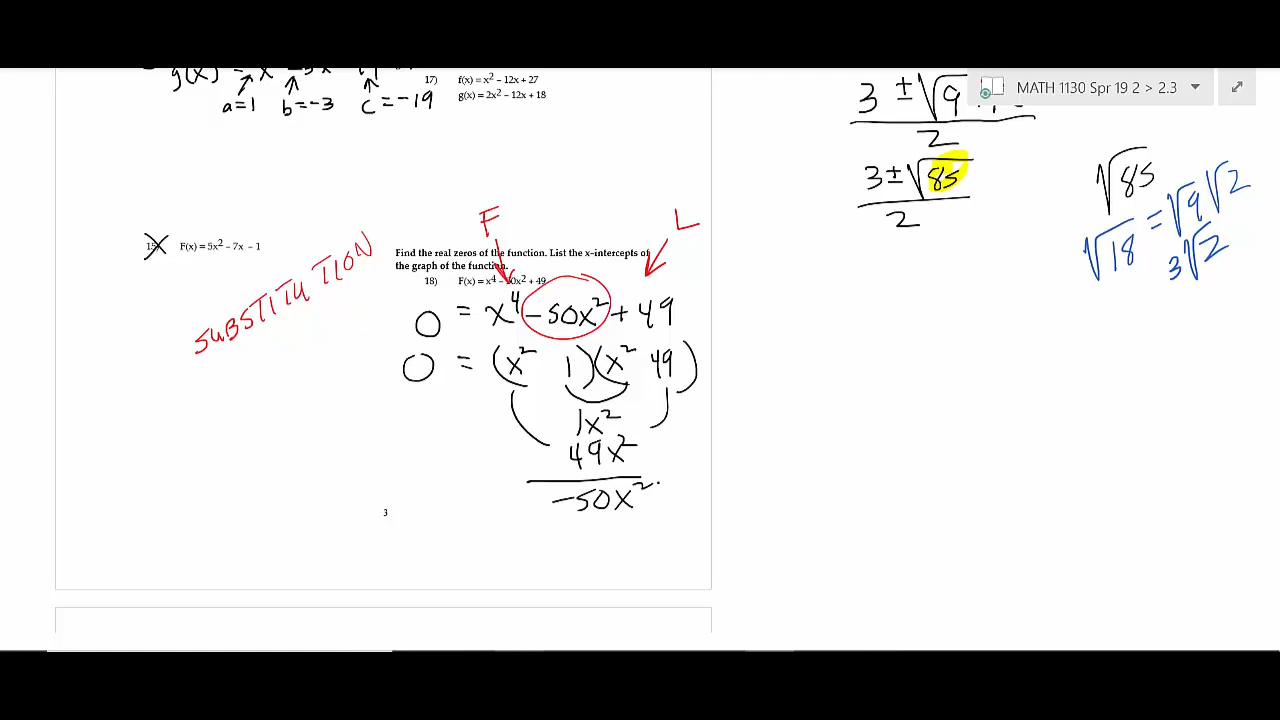 g(x)
a=1 b=-3 c=-19
17) f(x) = x² - 12x + 27
g(x) = 2x² - 12x + 18
F(x) = 5x² - 7x - 1
SUBSTITUTION
F
L
Find the real zeros of the function. List the x-intercepts of
the graph of the function.
18) F(x) = x⁴ - 50x² + 49
0 = x⁴ - 50x² + 49
0 = (x² 1)(x² 49)
1x²
49x²
-50x²
3
MATH 1130 Spr 19 2 > 2.3
3 ± √9
2
3 ± √85
2
√85
√18 = √9 √2
3√2